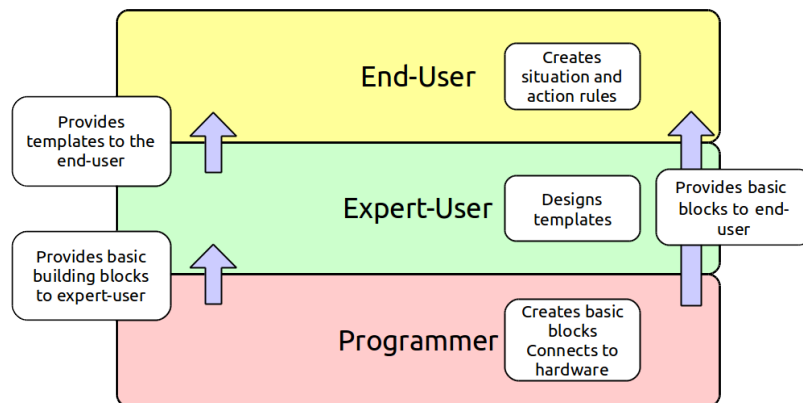 End-User
Creates
situation and
action rules
Provides
templates to the
end-user
Expert-User
Designs
templates
Provides basic
blocks to end-
user
Provides basic
building blocks
to expert-user
Programmer
Creates basic
blocks
Connects to
hardware